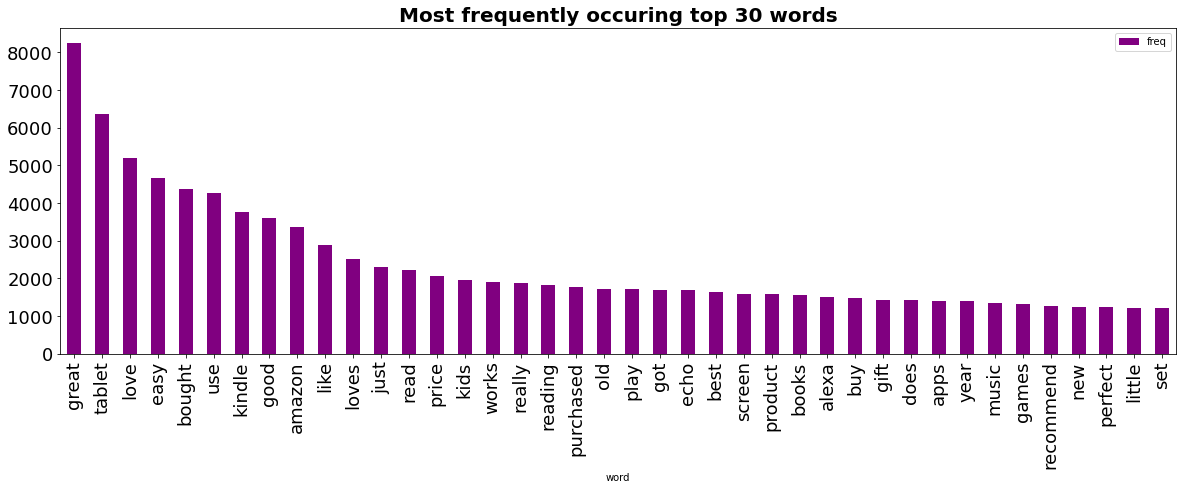 Most frequently occuring top 30 words
freq
8000
7000
6000
5000
4000
3000
2000
1000
0
great
tablet
love
easy
bought
use
kindle
good
amazon
like
loves
just
read
price
kids
works
really
reading
purchased
old
play
got
echo
best
screen
product
books
alexa
buy
gift
does
apps
year
music
games
recommend
new
perfect
little
set
word